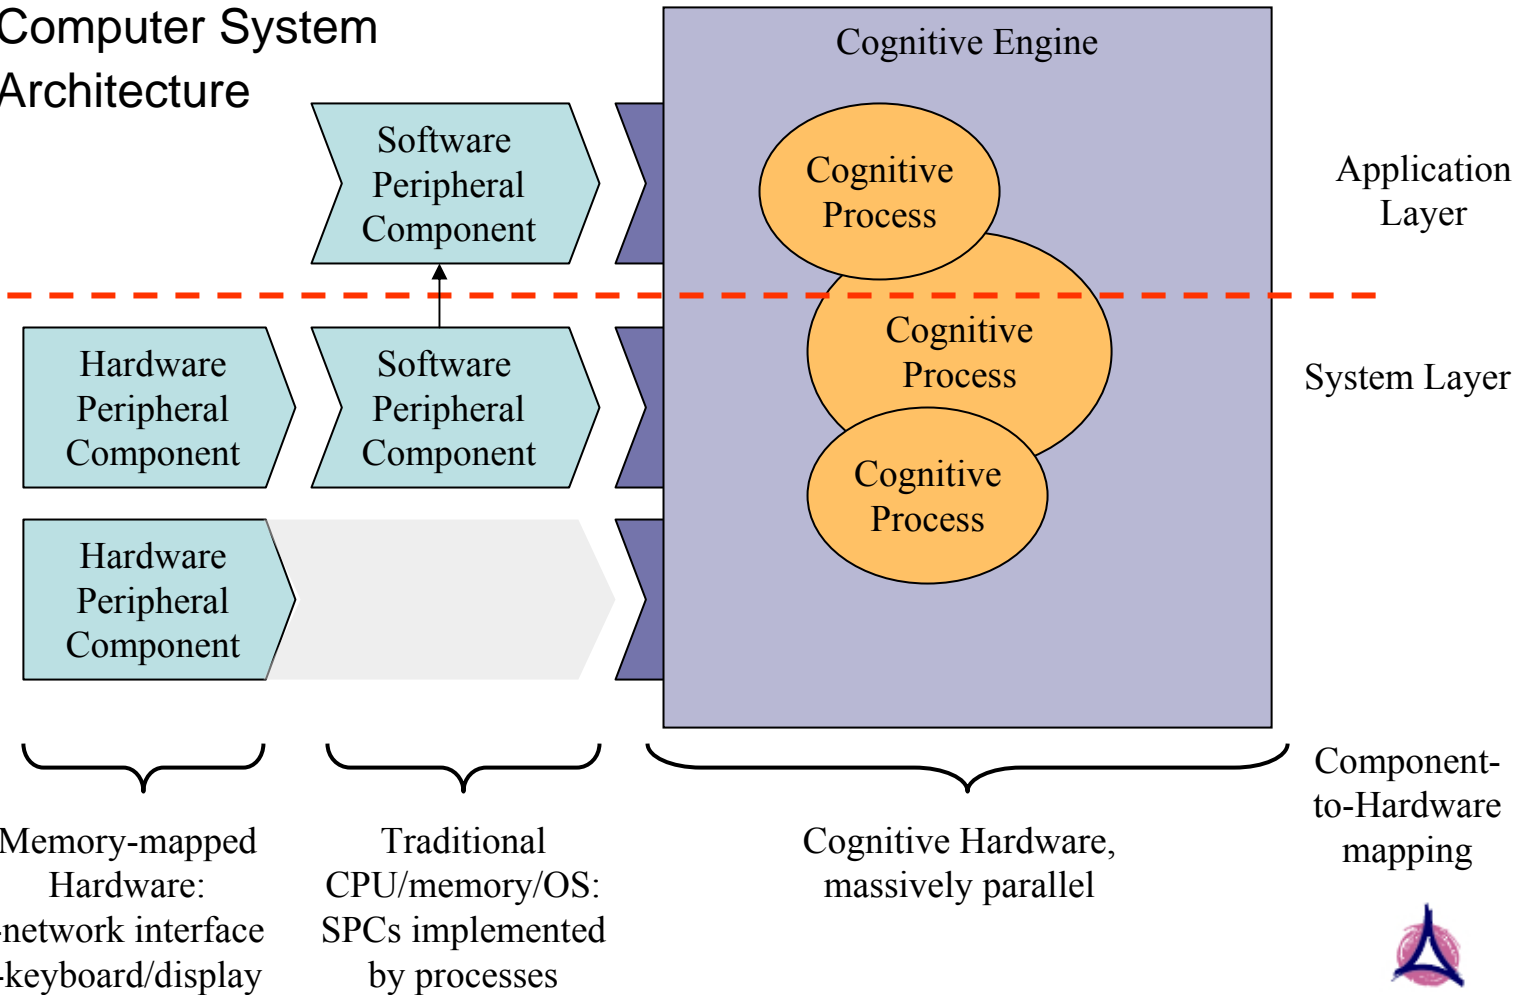 Computer System
Architecture
Cognitive Engine
Software
Peripheral
Component
Cognitive
Process
Application
Layer
Hardware
Peripheral
Component
Software
Peripheral
Component
Cognitive
Process
System Layer
Hardware
Peripheral
Component
Cognitive
Process
Memory-mapped
Hardware:
-network interface
-keyboard/display
Traditional
CPU/memory/OS:
SPCs implemented
by processes
Cognitive Hardware,
massively parallel
Component-
to-Hardware
mapping